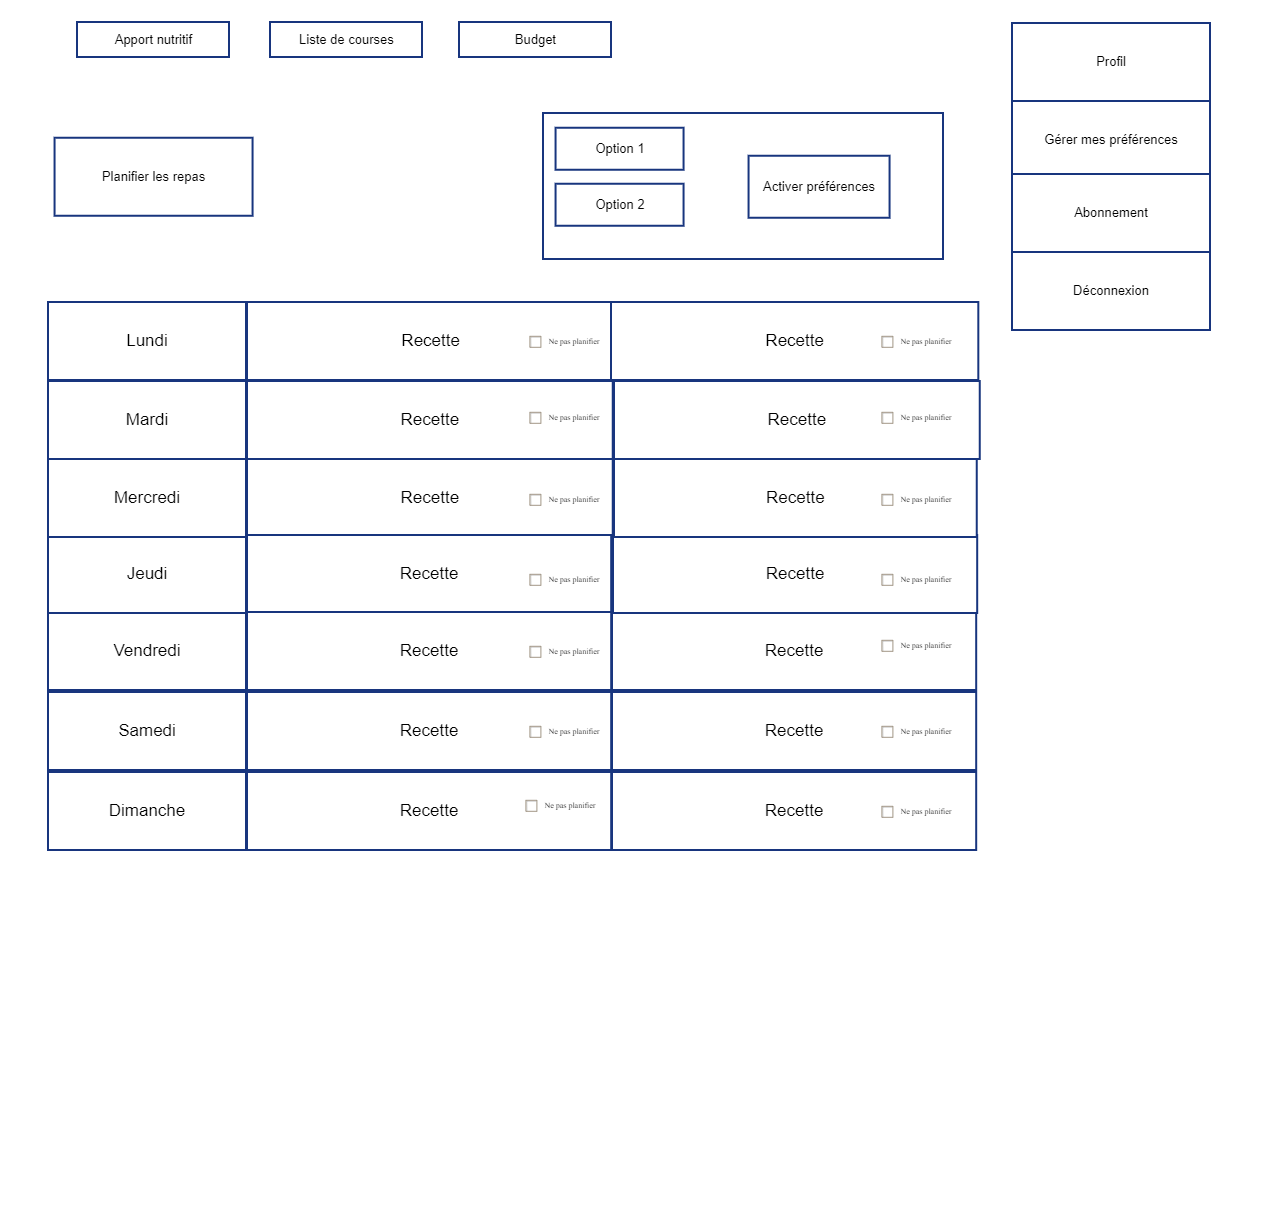 Apport nutritif
Liste de courses
Budget
Profil
Gérer mes préférences
Abonnement
Déconnexion
Planifier les repas
Option 1
Option 2
Activer préférences
Lundi
Recette
Ne pas planifier
Recette
Ne pas planifier
Mardi
Recette
Ne pas planifier
Recette
Ne pas planifier
Mercredi
Recette
Ne pas planifier
Recette
Ne pas planifier
Jeudi
Recette
Ne pas planifier
Recette
Ne pas planifier
Vendredi
Recette
Ne pas planifier
Recette
Ne pas planifier
Samedi
Recette
Ne pas planifier
Recette
Ne pas planifier
Dimanche
Recette
Ne pas planifier
Recette
Ne pas planifier